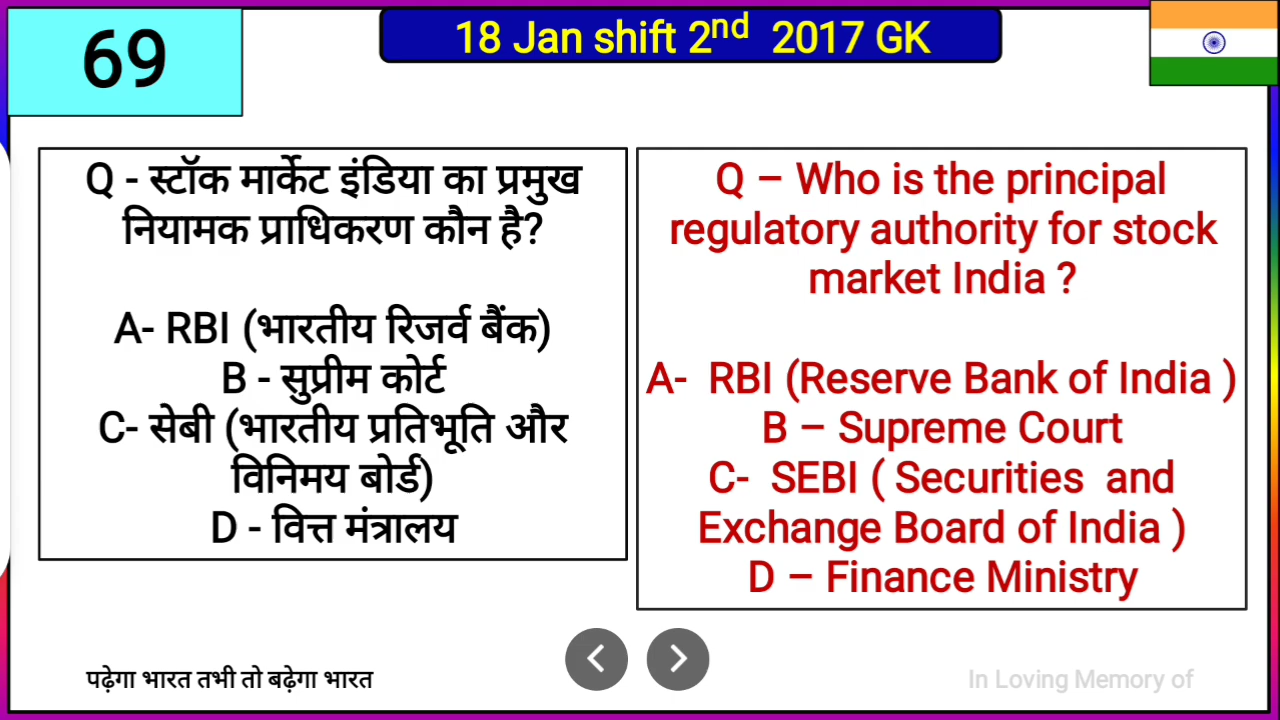 69
18 Jan shift 2nd 2017 GK
Q - स्टॉक मार्केट इंडिया का प्रमुख
नियामक प्राधिकरण कौन है?
A- RBI (भारतीय रिजर्व बैंक)
B - सुप्रीम कोर्ट
C- सेबी (भारतीय प्रतिभूति और
विनिमय बोर्ड)
D - वित्त मंत्रालय
Q – Who is the principal
regulatory authority for stock
market India ?
A- RBI (Reserve Bank of India )
B – Supreme Court
C- SEBI ( Securities and
Exchange Board of India )
D – Finance Ministry
पढ़ेगा भारत तभी तो बढ़ेगा भारत
In Loving Memory of